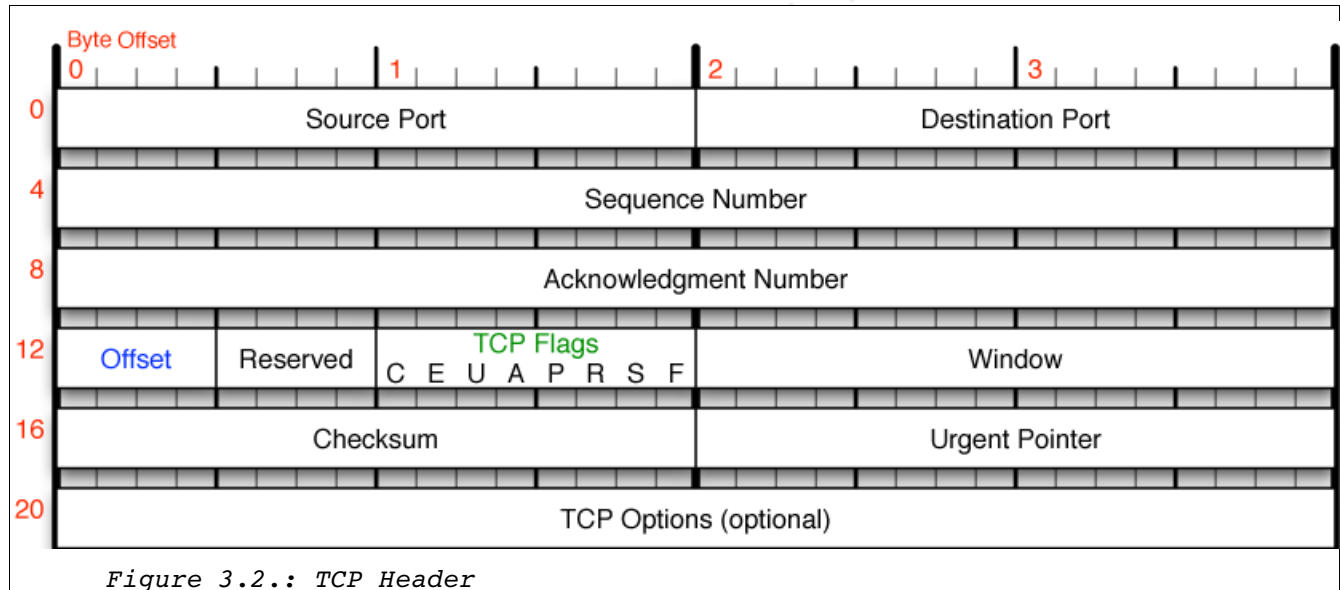 Byte Offset
0 1 2 3
0 Source Port Destination Port
4 Sequence Number
8 Acknowledgment Number
TCP Flags
12 Offset Reserved C E U A P R S F Window
16 Checksum Urgent Pointer
20 TCP Options (optional)
Figure 3.2.: TCP Header